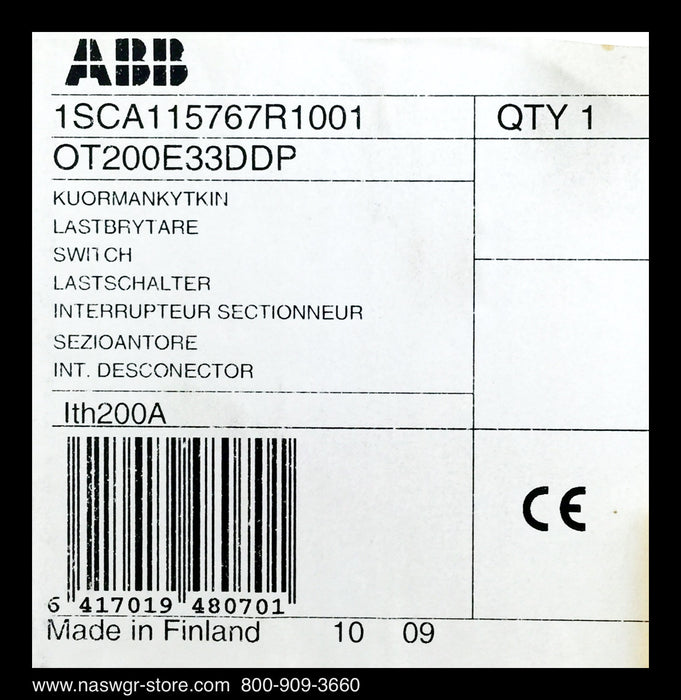 ABB
1SCA115767R1001 QTY 1
OT200E33DDP
KUORMANKYTKIN
LASTBRYTARE
SWITCH
LASTSCHALTER
INTERRUPTEUR SECTIONNEUR
SEZIOANTORE
INT. DESCONECTOR
Ith200A
CE
6 417019 480701
Made in Finland 10 09
www.naswgr-store.com 800-909-3660